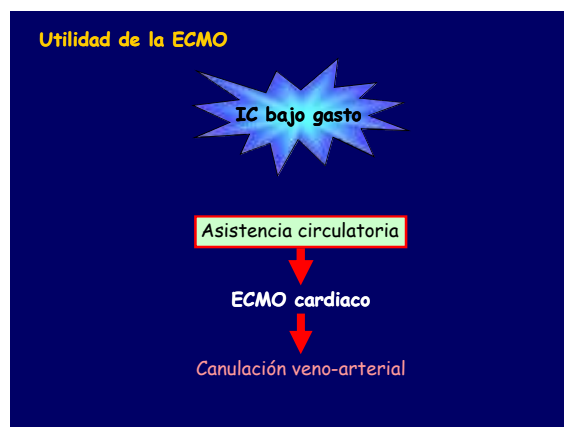 Utilidad de la ECMO
IC bajo gasto
Asistencia circulatoria
ECMO cardiaco
Canulación veno-arterial